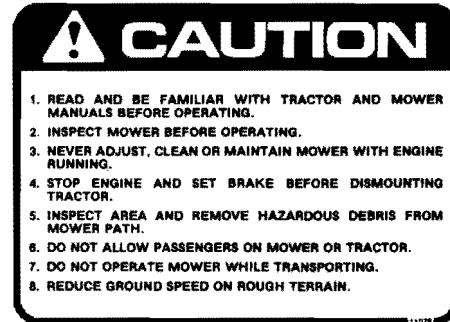 CAUTION
1. READ AND BE FAMILIAR WITH TRACTOR AND MOWER
MANUALS BEFORE OPERATING.
2. INSPECT MOWER BEFORE OPERATING.
3. NEVER ADJUST, CLEAN OR MAINTAIN MOWER WITH ENGINE
RUNNING.
4. STOP ENGINE AND SET BRAKE BEFORE DISMOUNTING
TRACTOR.
5. INSPECT AREA AND REMOVE HAZARDOUS DEBRIS FROM
MOWER PATH.
6. DO NOT ALLOW PASSENGERS ON MOWER OR TRACTOR.
7. DO NOT OPERATE MOWER WHILE TRANSPORTING.
8. REDUCE GROUND SPEED ON ROUGH TERRAIN.